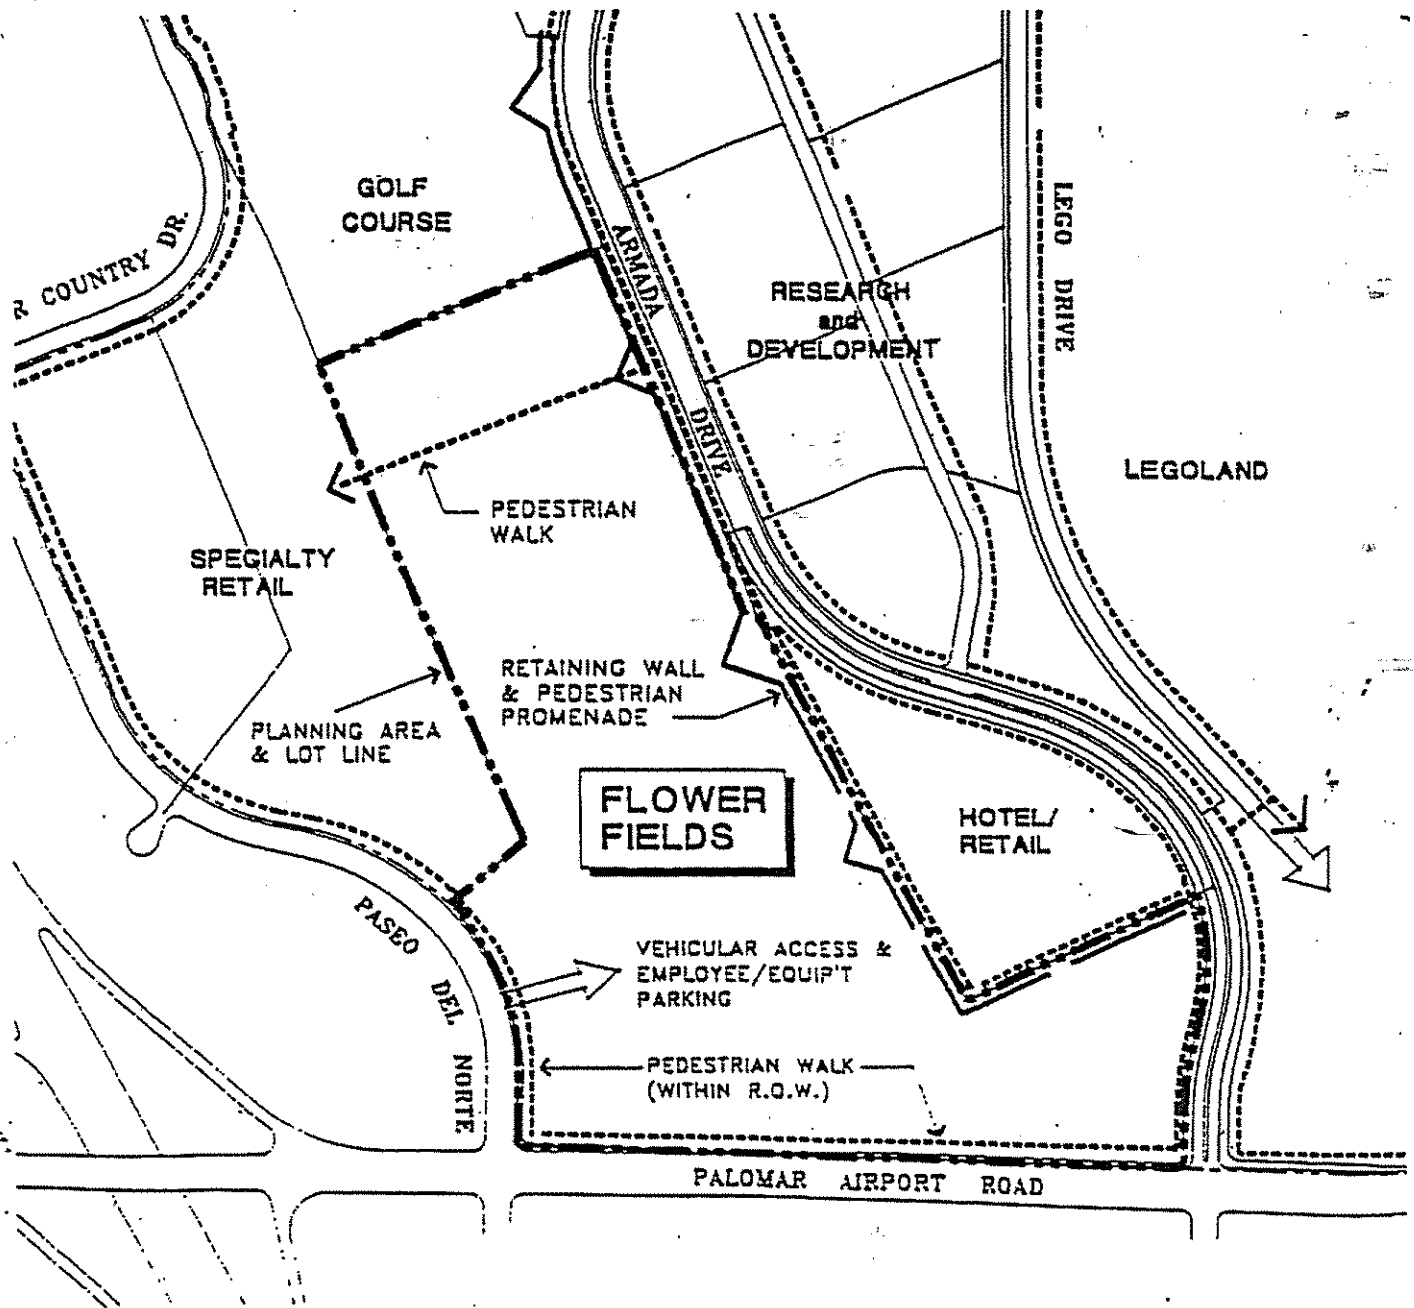 GOLF
COURSE
R COUNTRY DR.
ARMADA
DRIVE
RESEARCH
and
DEVELOPMENT
LEGO DRIVE
LEGOLAND
PEDESTRIAN
WALK
SPECIALTY
RETAIL
RETAINING WALL
& PEDESTRIAN
PROMENADE
PLANNING AREA
& LOT LINE
FLOWER
FIELDS
HOTEL/
RETAIL
PASEO
DEL
NORTE
VEHICULAR ACCESS &
EMPLOYEE/EQUIP'T
PARKING
PEDESTRIAN WALK
(WITHIN R.O.W.)
PALOMAR AIRPORT ROAD